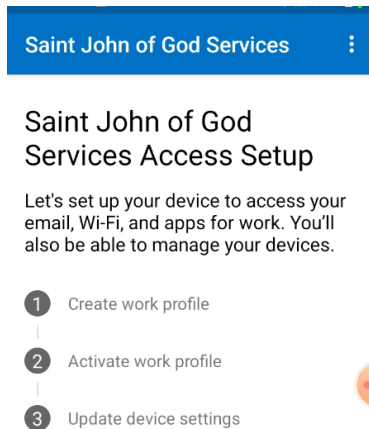 Saint John of God Services
Saint John of God
Services Access Setup
Let's set up your device to access your
email, Wi-Fi, and apps for work. You'll
also be able to manage your devices.
1 Create work profile
2 Activate work profile
3 Update device settings